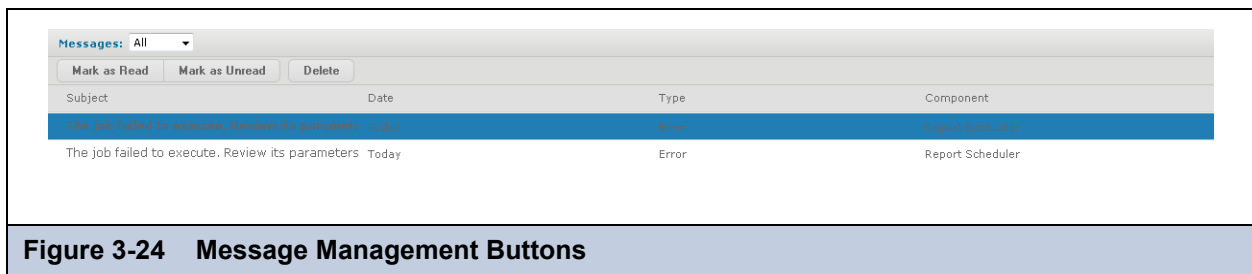 Messages: All
Mark as Read Mark as Unread Delete
Subject Date Type Component
The job failed to execute. Review its parameters Today Error Report Scheduler
The job failed to execute. Review its parameters Today Error Report Scheduler
Figure 3-24 Message Management Buttons